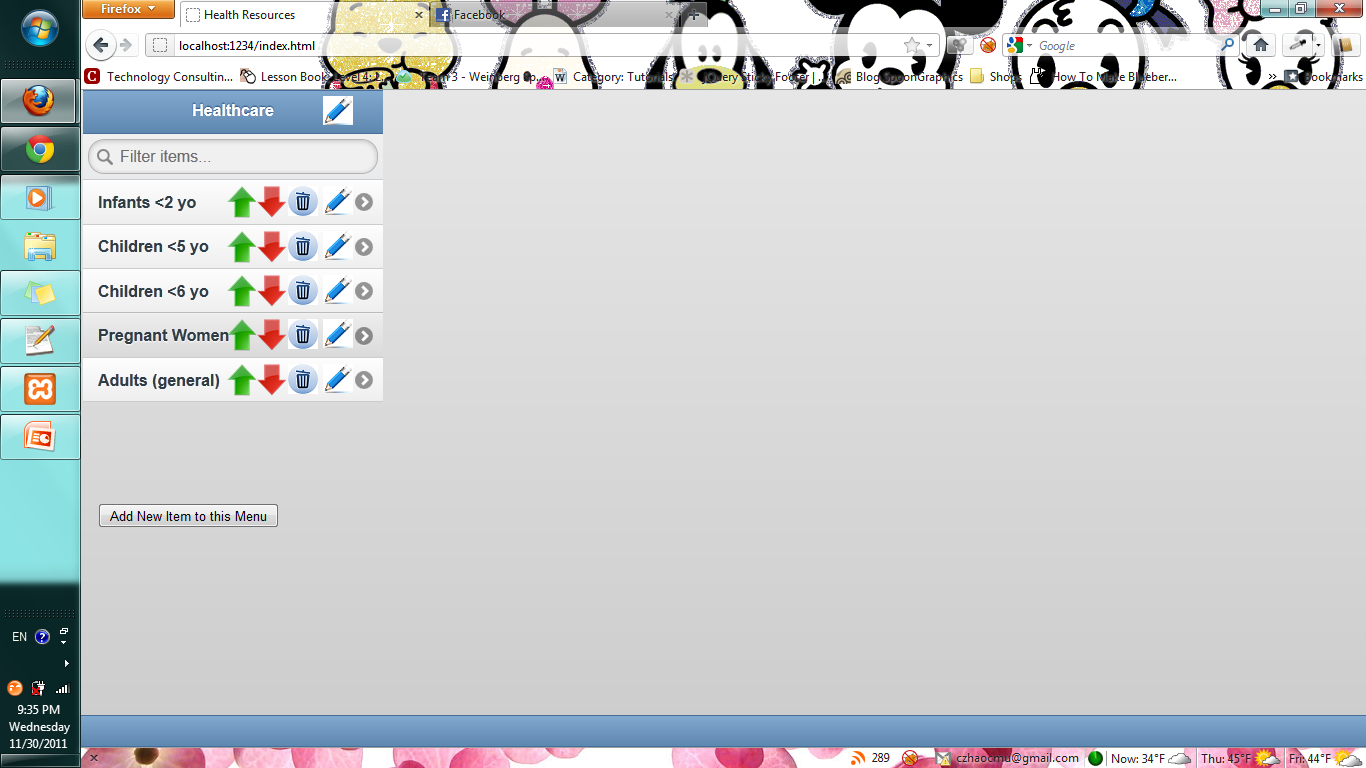 Firefox
Health Resources
Facebook
localhost:1234/index.html
Google
Technology Consultin...
Lesson Book
Category: Tutorials
Blog SpoonGraphics
Shops
How To Make Blueber...
»
Bookmarks
Healthcare
Filter items...
Infants <2 yo
Children <5 yo
Children <6 yo
Pregnant Women
Adults (general)
Add New Item to this Menu
EN
9:35 PM
Wednesday
11/30/2011
289
czhaocmu@gmail.com
Now: 34°F
Thu: 45°F
Fri: 44°F